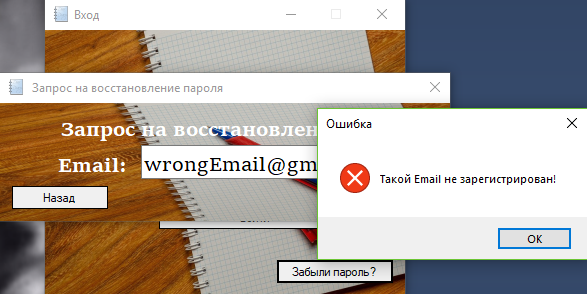 Вход
Запрос на восстановление пароля
Запрос на восстановлен
Email: wrongEmail@gm
Назад
Ошибка
Такой Email не зарегистрирован!
OK
Забыли пароль?